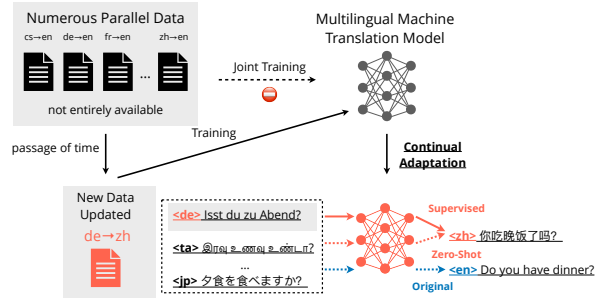 Numerous Parallel Data
cs→en de→en fr→en zh→en
...
not entirely available
Joint Training
Multilingual Machine
Translation Model
Training
passage of time
Continual
Adaptation
New Data
Updated
de→zh
<de> Isst du zu Abend?
<ta> இரவு உணவு உண்டா?
...
<jp> 夕食を食べますか?
Supervised
<zh> 你吃晚饭了吗?
Zero-Shot
<en> Do you have dinner?
Original